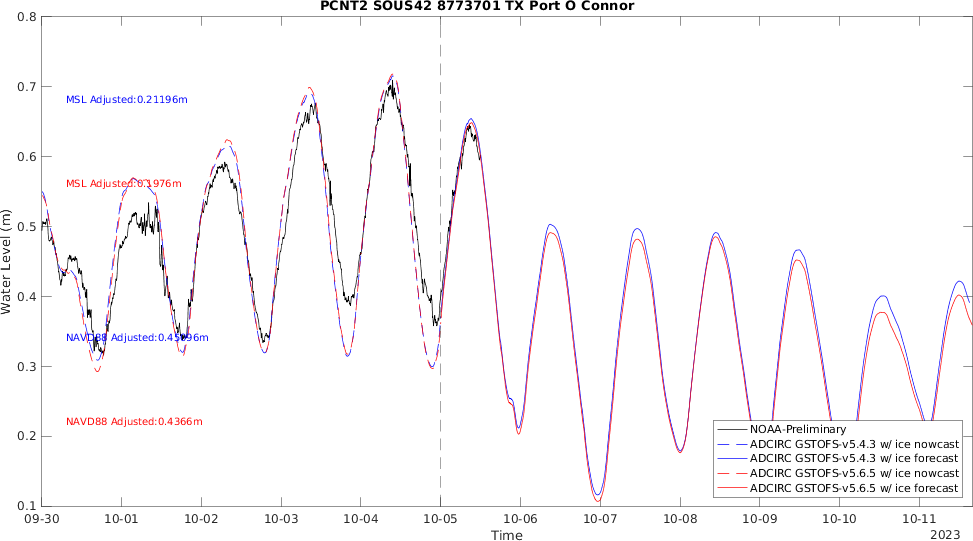 PCNT2 SOUS42 8773701 TX Port O Connor
0.8
0.7
0.6
0.5
0.4
0.3
0.2
0.1
Water Level (m)
MSL Adjusted:0.21196m
MSL Adjusted:0.1976m
NAVD88 Adjusted:0.45096m
NAVD88 Adjusted:0.4366m
NOAA-Preliminary
ADCIRC GSTOFS-v5.4.3 w/ ice nowcast
ADCIRC GSTOFS-v5.4.3 w/ ice forecast
ADCIRC GSTOFS-v5.6.5 w/ ice nowcast
ADCIRC GSTOFS-v5.6.5 w/ ice forecast
09-30 10-01 10-02 10-03 10-04 10-05 10-06 10-07 10-08 10-09 10-10 10-11
Time
2023